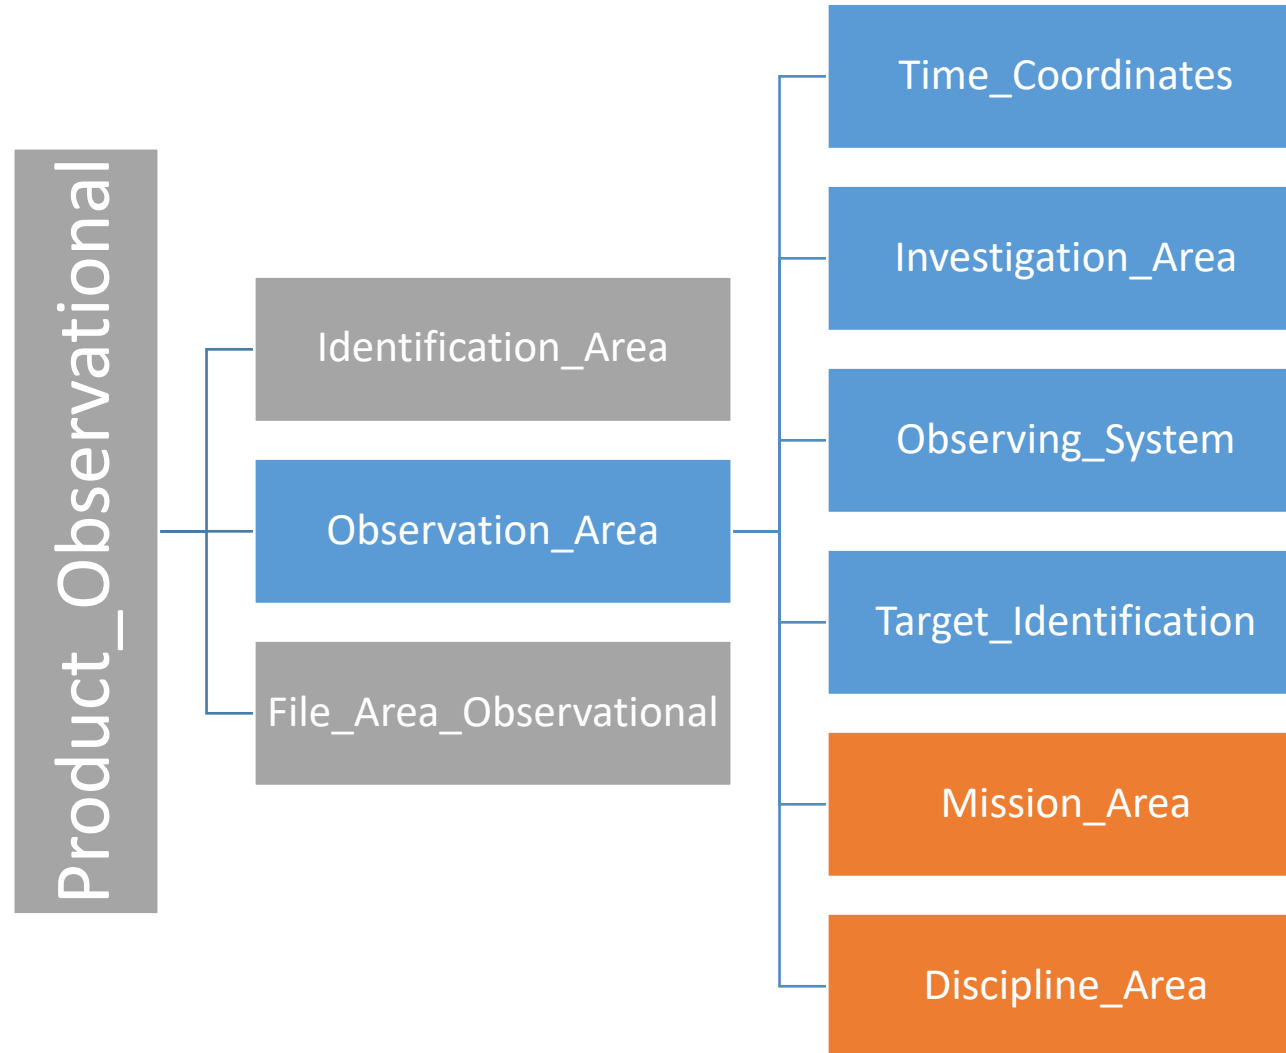 Product_Observational
Identification_Area
Observation_Area
File_Area_Observational
Time_Coordinates
Investigation_Area
Observing_System
Target_Identification
Mission_Area
Discipline_Area